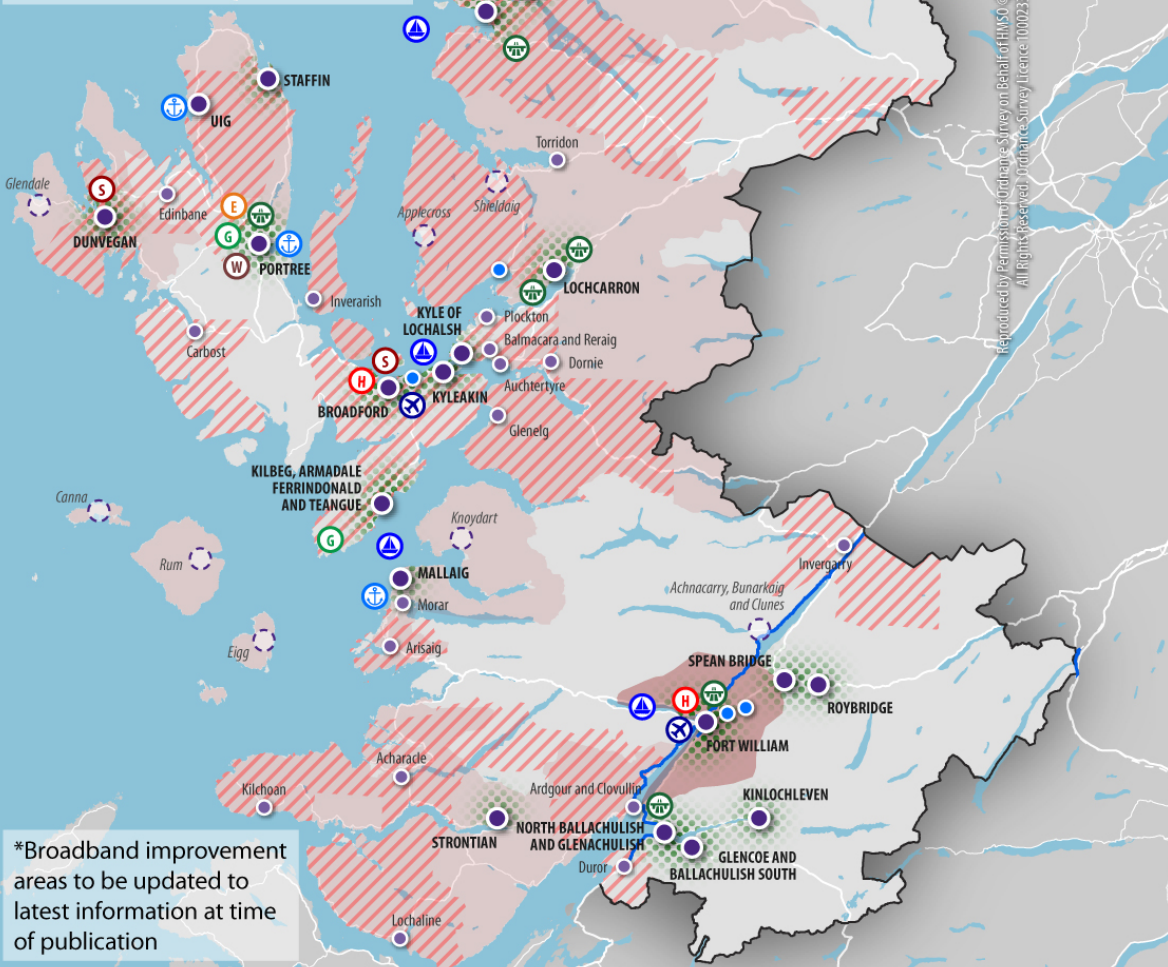 STAFFIN
UIG
Torridon
Glendale
S
Edinbane
E
Shieldaig
Applecross
DUNVEGAN
G
W
PORTREE
LOCHCARRON
Inverarish
KYLE OF
LOCHALSH
Plockton
Carbost
Balmacara and Reraig
S
Dornie
H
Auchtertyre
KYLEAKIN
BROADFORD
Glenelg
KILBEG, ARMADALE
FERRINDONALD
AND TEANGUE
Canna
Knoydart
G
Rum
Invergarry
MALLAIG
Morar
Achnacarry, Bunarkaig
and Clunes
Eigg
Arisaig
SPEAN BRIDGE
H
ROYBRIDGE
FORT WILLIAM
Acharacle
Kilchoan
Ardgour and Clovullin
KINLOCHLEVEN
STRONTIAN
NORTH BALLACHULISH
AND GLENACHULISH
GLENCOE AND
BALLACHULISH SOUTH
Duror
Lochaline
*Broadband improvement
areas to be updated to
latest information at time
of publication
Reproduced by Permission of Ordnance Survey on Behalf of HMSO ©
All Rights Reserved. Ordnance Survey Licence 100023